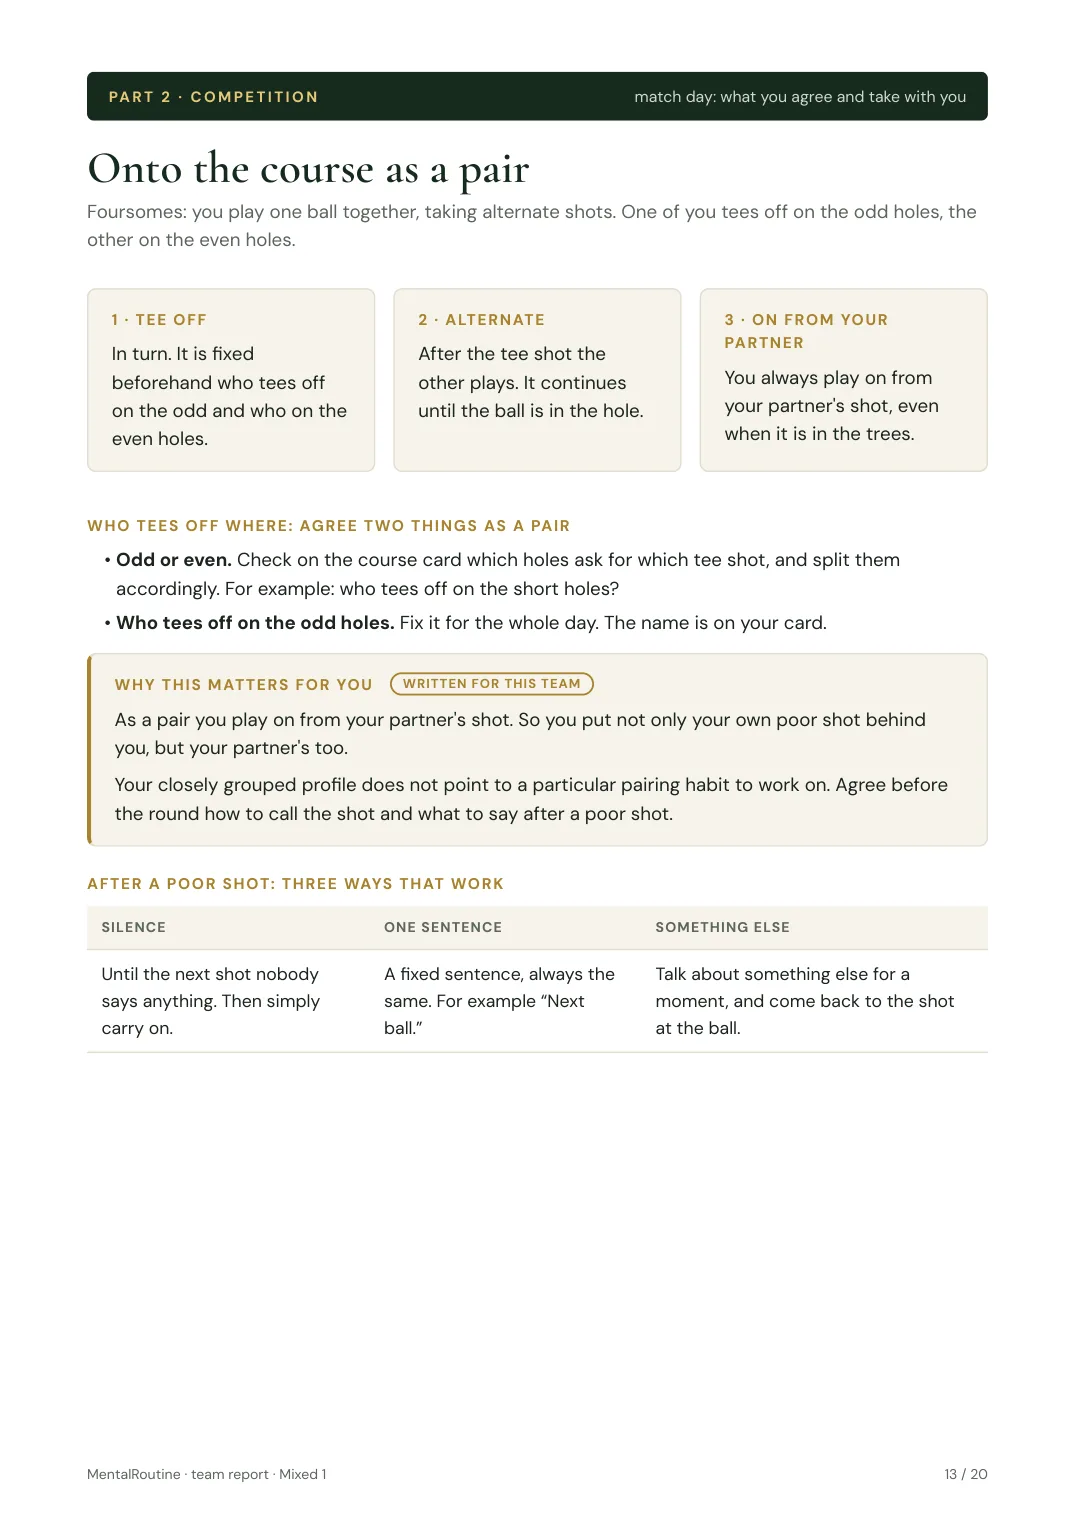 PART 2 · COMPETITION
match day: what you agree and take with you
Onto the course as a pair
Foursomes: you play one ball together, taking alternate shots. One of you tees off on the odd holes, the
other on the even holes.
1 · TEE OFF
In turn. It is fixed
beforehand who tees off
on the odd and who on the
even holes.
2 · ALTERNATE
After the tee shot the
other plays. It continues
until the ball is in the hole.
3 · ON FROM YOUR
PARTNER
You always play on from
your partner's shot, even
when it is in the trees.
WHO TEES OFF WHERE: AGREE TWO THINGS AS A PAIR
• Odd or even. Check on the course card which holes ask for which tee shot, and split them
accordingly. For example: who tees off on the short holes?
• Who tees off on the odd holes. Fix it for the whole day. The name is on your card.
WHY THIS MATTERS FOR YOU
WRITTEN FOR THIS TEAM
As a pair you play on from your partner's shot. So you put not only your own poor shot behind
you, but your partner's too.
Your closely grouped profile does not point to a particular pairing habit to work on. Agree before
the round how to call the shot and what to say after a poor shot.
AFTER A POOR SHOT: THREE WAYS THAT WORK
SILENCE
Until the next shot nobody
says anything. Then simply
carry on.
ONE SENTENCE
A fixed sentence, always the
same. For example “Next
ball.”
SOMETHING ELSE
Talk about something else for a
moment, and come back to the shot
at the ball.
MentalRoutine · team report · Mixed 1
13 / 20